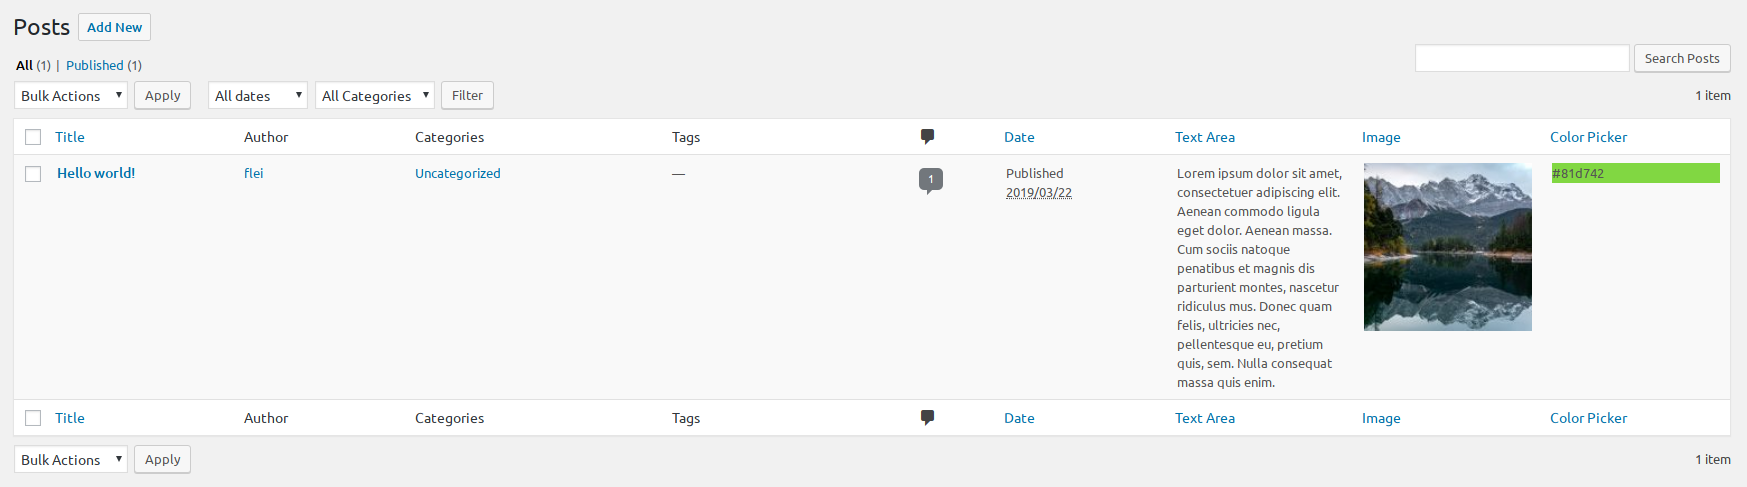 Posts Add New
All (1) | Published (1)
Search Posts
Bulk Actions Apply All dates All Categories Filter 1 item
Title Author Categories Tags Date Text Area Image Color Picker
Hello world! flei Uncategorized — 1 Published Lorem ipsum dolor sit amet, #81d742
2019/03/22 consectetuer adipiscing elit.
Aenean commodo ligula
eget dolor. Aenean massa.
Cum sociis natoque
penatibus et magnis dis
parturient montes, nascetur
ridiculus mus. Donec quam
felis, ultricies nec,
pellentesque eu, pretium
quis, sem. Nulla consequat
massa quis enim.
Title Author Categories Tags Date Text Area Image Color Picker
Bulk Actions Apply 1 item